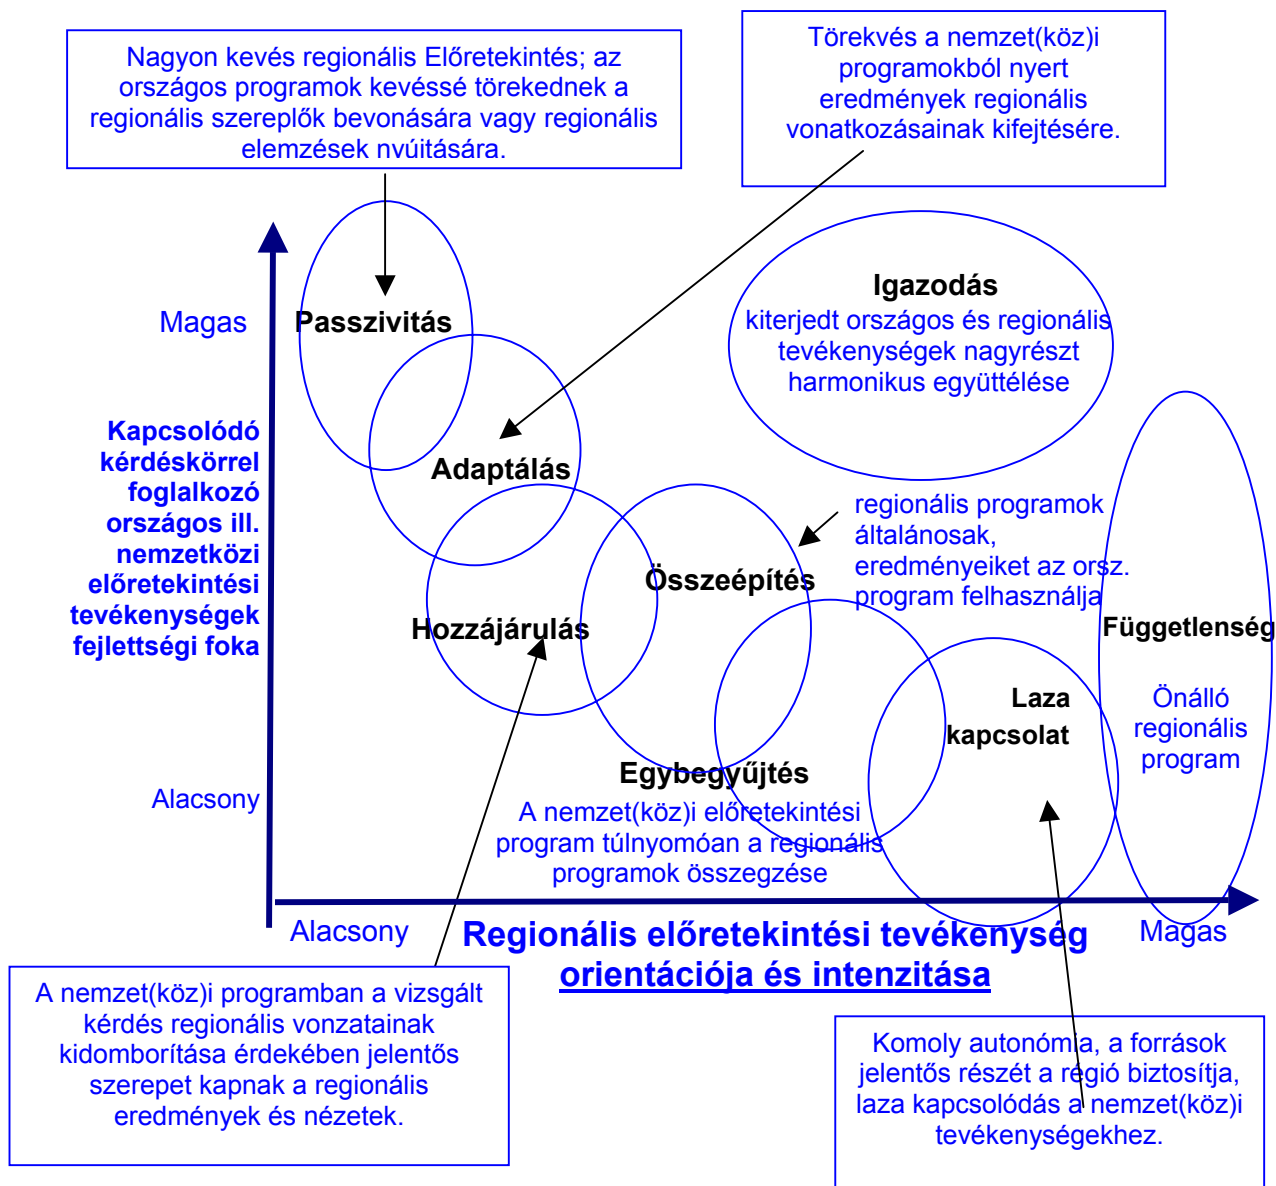 Nagyon kevés regionális Előretekintés; az
országos programok kevéssé törekednek a
regionális szereplők bevonására vagy regionális
elemzések nvúitására.
Törekvés a nemzet(köz)i
programokból nyert
eredmények regionális
vonatkozásainak kifejtésére.
Magas
Passzivitás
Igazodás
kiterjedt országos és regionális
tevékenységek nagyrészt
harmonikus együttélése
Kapcsolódó
kérdéskörrel
foglalkozó
országos ill.
nemzetközi
előretekintési
tevékenységek
fejlettségi foka
Adaptálás
regionális programok
általánosak,
eredményeiket az orsz.
program felhasználja
Összeépítés
Hozzájárulás
Függetlenség
Önálló
regionális
program
Laza
kapcsolat
Egybegyűjtés
A nemzet(köz)i előretekintési
program túlnyomóan a regionális
programok összegzése
Alacsony
Alacsony
Regionális előretekintési tevékenység
orientációja és intenzitása
Magas
A nemzet(köz)i programban a vizsgált
kérdés regionális vonzatainak
kidomborítása érdekében jelentős
szerepet kapnak a regionális
eredmények és nézetek.
Komoly autonómia, a források
jelentős részét a régió biztosítja,
laza kapcsolódás a nemzet(köz)i
tevékenységekhez.